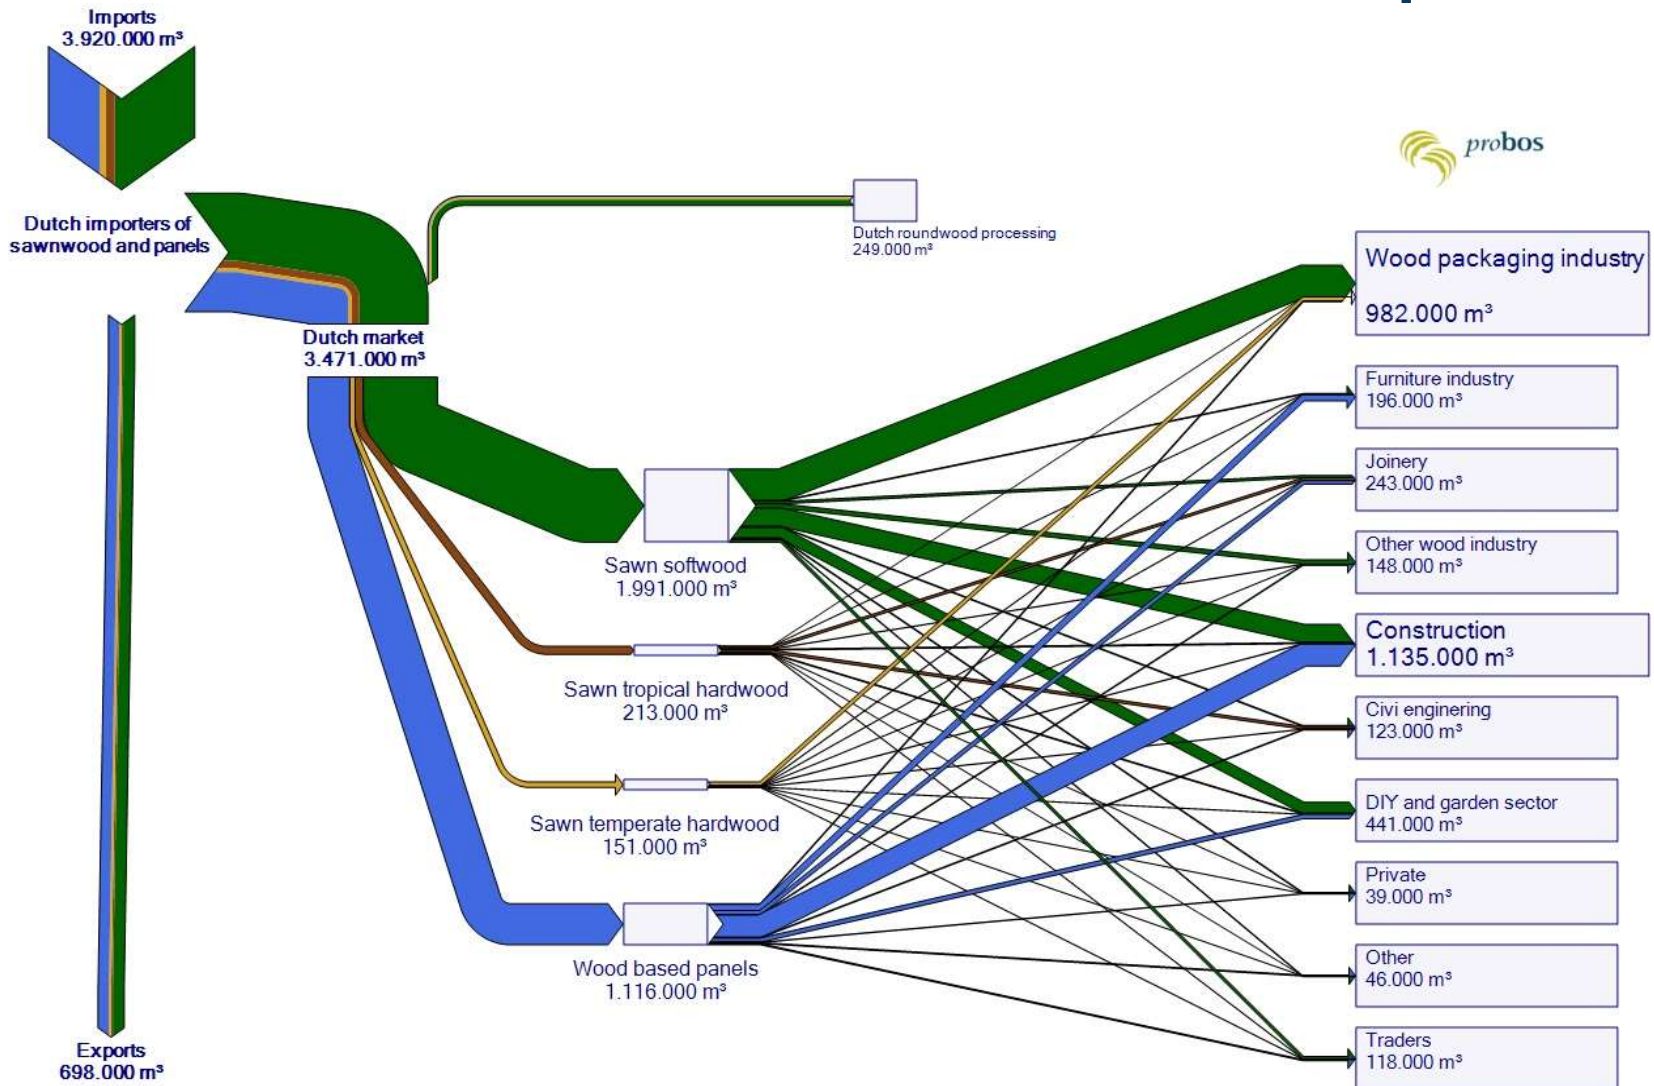 Imports
3.920.000 m³
probos
Dutch importers of
sawnwood and panels
Dutch roundwood processing
249.000 m³
Dutch market
3.471.000 m³
Wood packaging industry
982.000 m³
Furniture industry
196.000 m³
Joinery
243.000 m³
Other wood industry
148.000 m³
Construction
1.135.000 m³
Civi enginering
123.000 m³
DIY and garden sector
441.000 m³
Private
39.000 m³
Other
46.000 m³
Traders
118.000 m³
Sawn softwood
1.991.000 m³
Sawn tropical hardwood
213.000 m³
Sawn temperate hardwood
151.000 m³
Wood based panels
1.116.000 m³
Exports
698.000 m³